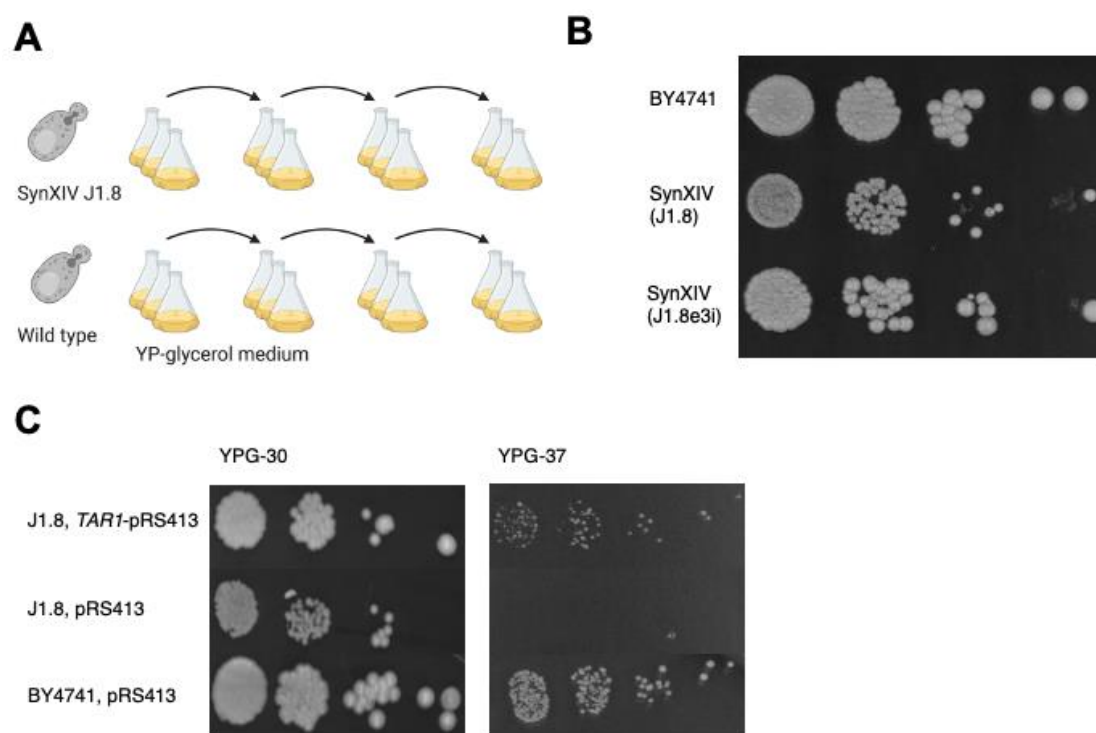 A
SynXIV J1.8
Wild type
YP-glycerol medium
B
BY4741
SynXIV
(J1.8)
SynXIV
(J1.8e3i)
C
YPG-30
YPG-37
J1.8, TAR1-pRS413
J1.8, pRS413
BY4741, pRS413